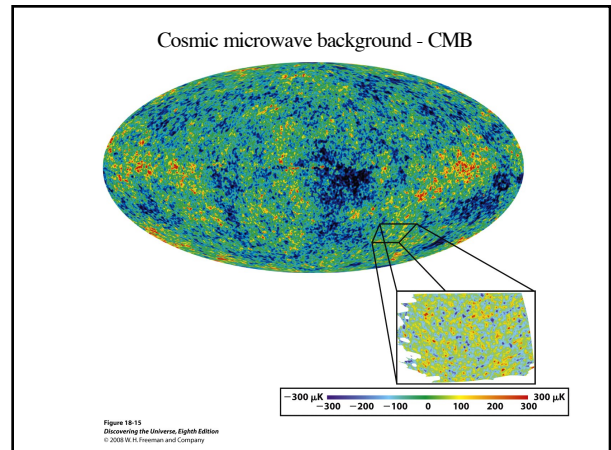 Cosmic microwave background - CMB
−300 μK 300 μK
−300 −200 −100 0 100 200 300
Figure 18-15
Discovering the Universe, Eighth Edition
© 2008 W. H. Freeman and Company